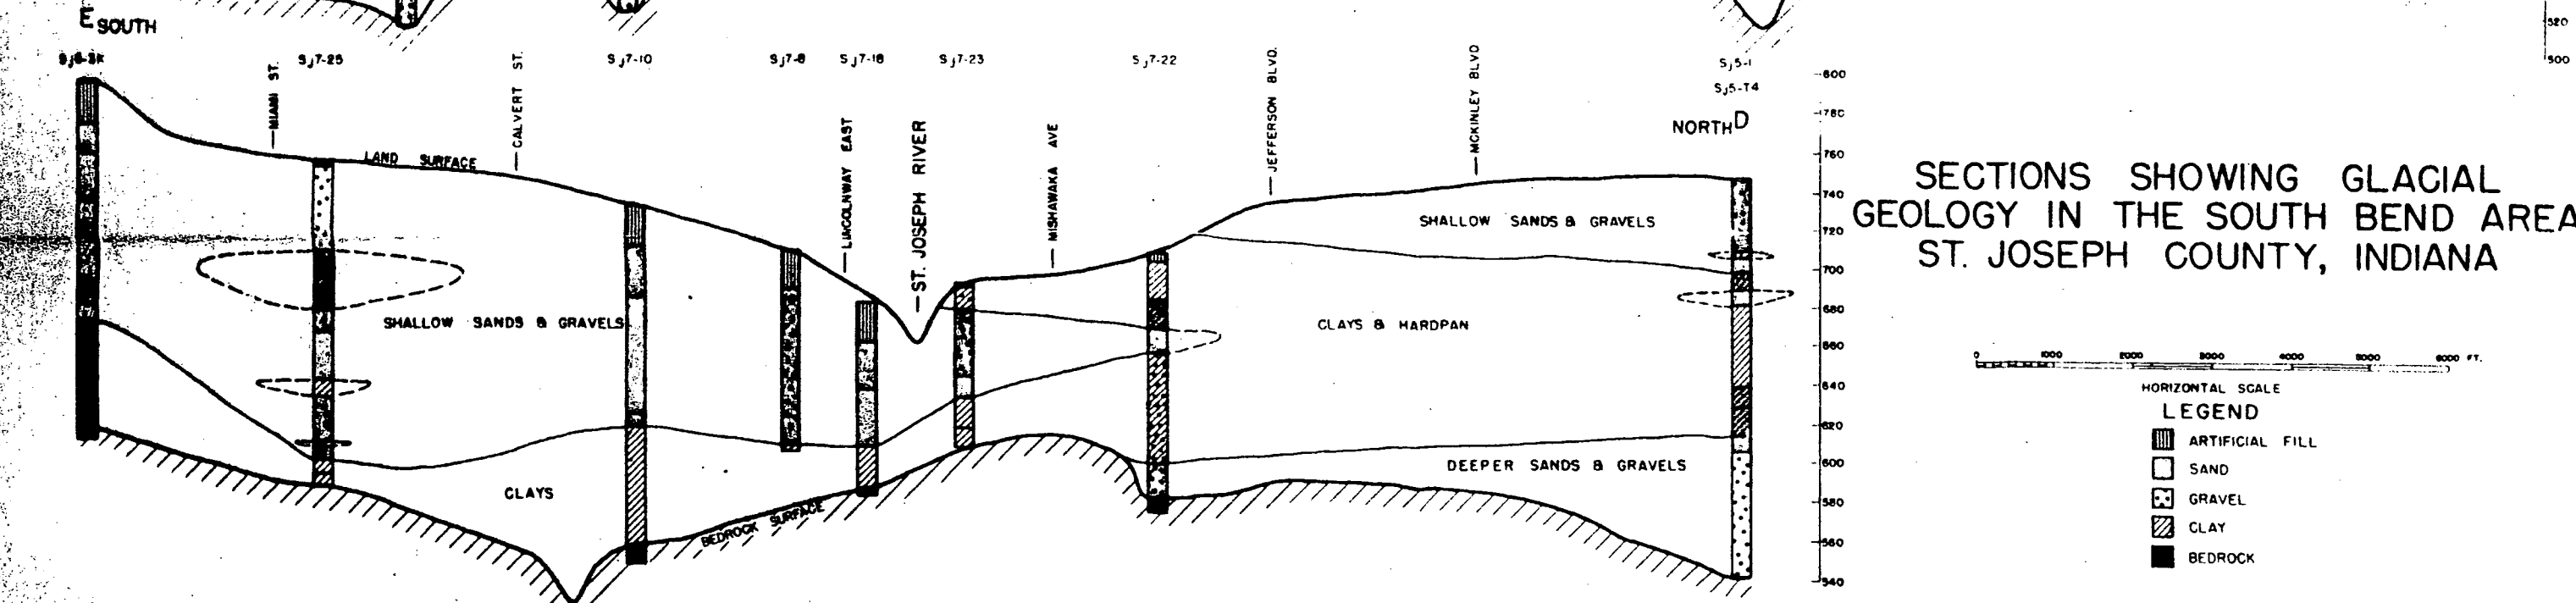 E SOUTH
Sj7-25
Sj7-10
Sj7-8
Sj7-18
Sj7-23
Sj7-22
Sj5-1
Sj5-T4
NORTH D
MIAMI ST.
CALVERT ST.
LINCOLNWAY EAST
ST. JOSEPH RIVER
MISHAWAKA AVE
JEFFERSON BLVD.
MCKINLEY BLVD
LAND SURFACE
SHALLOW SANDS & GRAVELS
CLAYS
BEDROCK SURFACE
SHALLOW SANDS & GRAVELS
CLAYS & HARDPAN
DEEPER SANDS & GRAVELS
520
500
800
780
760
740
720
700
680
660
640
620
600
580
560
540
SECTIONS SHOWING GLACIAL
GEOLOGY IN THE SOUTH BEND AREA
ST. JOSEPH COUNTY, INDIANA
0 1000 2000 3000 4000 5000 6000 FT.
HORIZONTAL SCALE
LEGEND
ARTIFICIAL FILL
SAND
GRAVEL
CLAY
BEDROCK